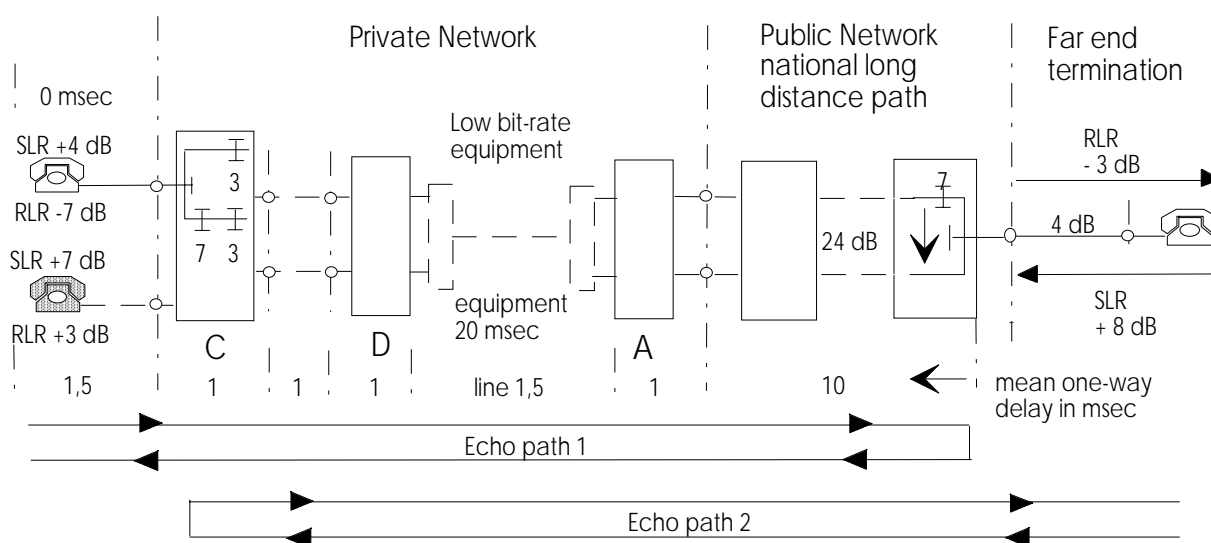 Private Network
Public Network
national long
distance path
Far end
termination
0 msec
SLR +4 dB
RLR -7 dB
SLR +7 dB
RLR +3 dB
3
7 3
Low bit-rate
equipment
equipment
20 msec
24 dB
7
RLR
- 3 dB
4 dB
SLR
+ 8 dB
C
D
A
1,5
1
1
1
line 1,5
1
10
mean one-way
delay in msec
Echo path 1
Echo path 2